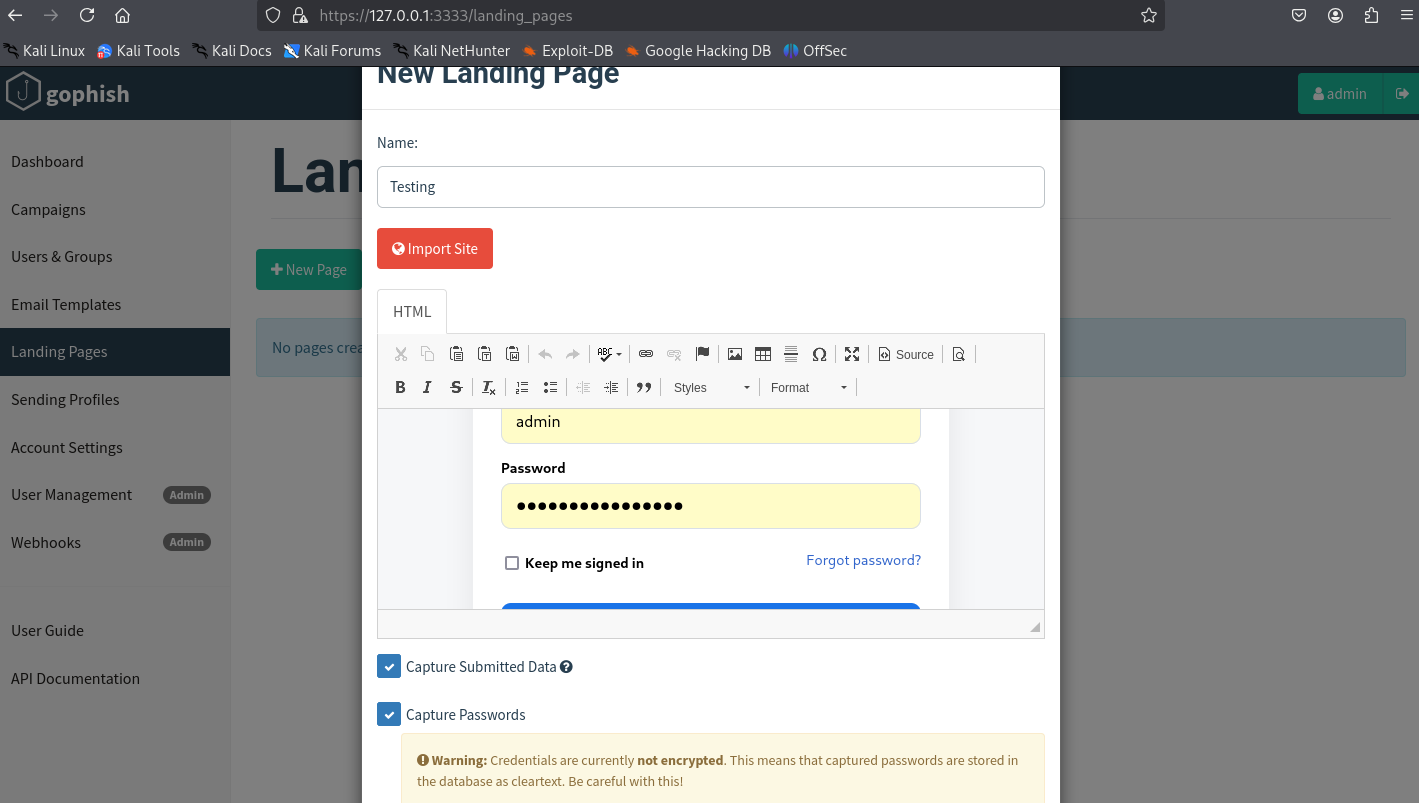 https://127.0.0.1:3333/landing_pages
Kali Linux Kali Tools Kali Docs Kali Forums Kali NetHunter Exploit-DB Google Hacking DB OffSec
gophish
admin
Dashboard
Campaigns
Users & Groups
Email Templates
Landing Pages
Sending Profiles
Account Settings
User Management Admin
Webhooks Admin
User Guide
API Documentation
Lan
New Page
No pages crea
New Landing Page
Name:
Testing
Import Site
HTML
ABC
Source
B I S Tx
Styles Format
admin
Password
••••••••••••••••
Keep me signed in Forgot password?
Capture Submitted Data
Capture Passwords
Warning: Credentials are currently not encrypted. This means that captured passwords are stored in
the database as cleartext. Be careful with this!